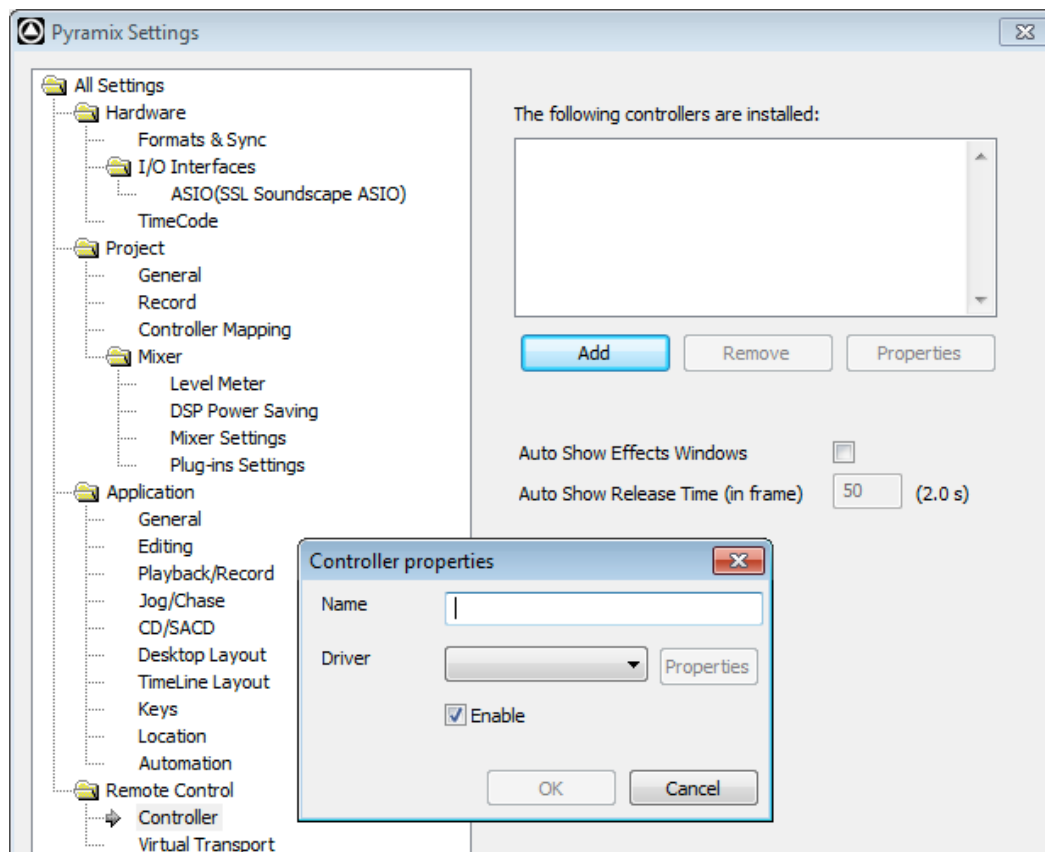 Pyramix Settings
All Settings
Hardware
Formats & Sync
I/O Interfaces
ASIO(SSL Soundscape ASIO)
TimeCode
Project
General
Record
Controller Mapping
Mixer
Level Meter
DSP Power Saving
Mixer Settings
Plug-ins Settings
Application
General
Editing
Playback/Record
Jog/Chase
CD/SACD
Desktop Layout
TimeLine Layout
Keys
Location
Automation
Remote Control
Controller
Virtual Transport
The following controllers are installed:
Add Remove Properties
Auto Show Effects Windows
Auto Show Release Time (in frame) 50 (2.0 s)
Controller properties
Name
Driver Properties
Enable
OK Cancel